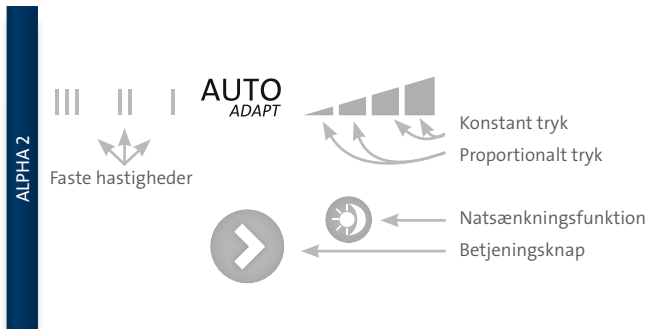 ALPHA 2
III II I
AUTO
ADAPT
Konstant tryk
Proportionalt tryk
Faste hastigheder
Natsænkningsfunktion
Betjeningsknap